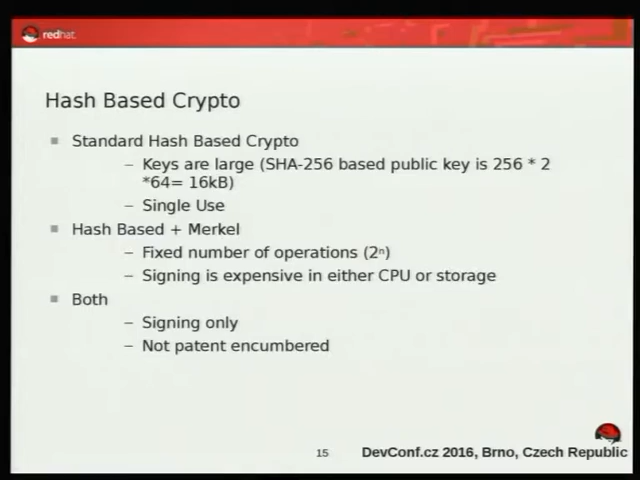 redhat.
Hash Based Crypto
Standard Hash Based Crypto
– Keys are large (SHA-256 based public key is 256 * 2
*64= 16kB)
– Single Use
Hash Based + Merkel
– Fixed number of operations (2ⁿ)
– Signing is expensive in either CPU or storage
Both
– Signing only
– Not patent encumbered
15
DevConf.cz 2016, Brno, Czech Republic